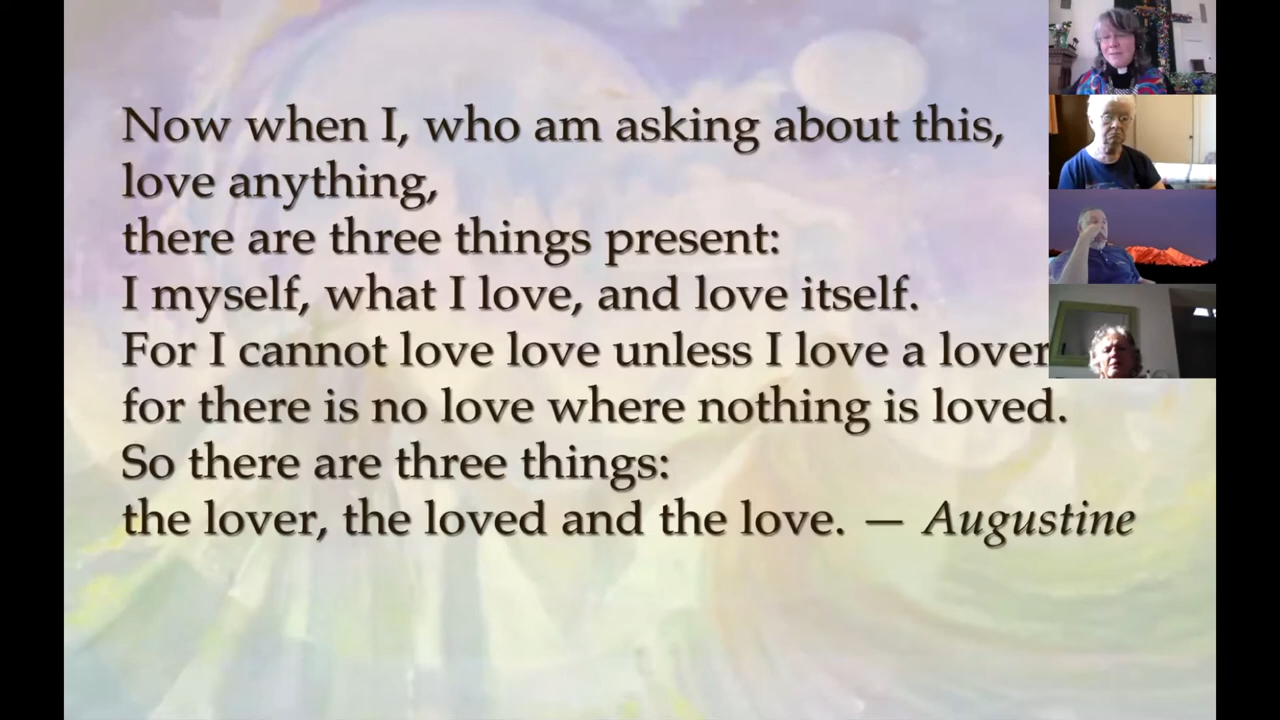 Now when I, who am asking about this,
love anything,
there are three things present:
I myself, what I love, and love itself.
For I cannot love love unless I love a lover
for there is no love where nothing is loved.
So there are three things:
the lover, the loved and the love. — Augustine